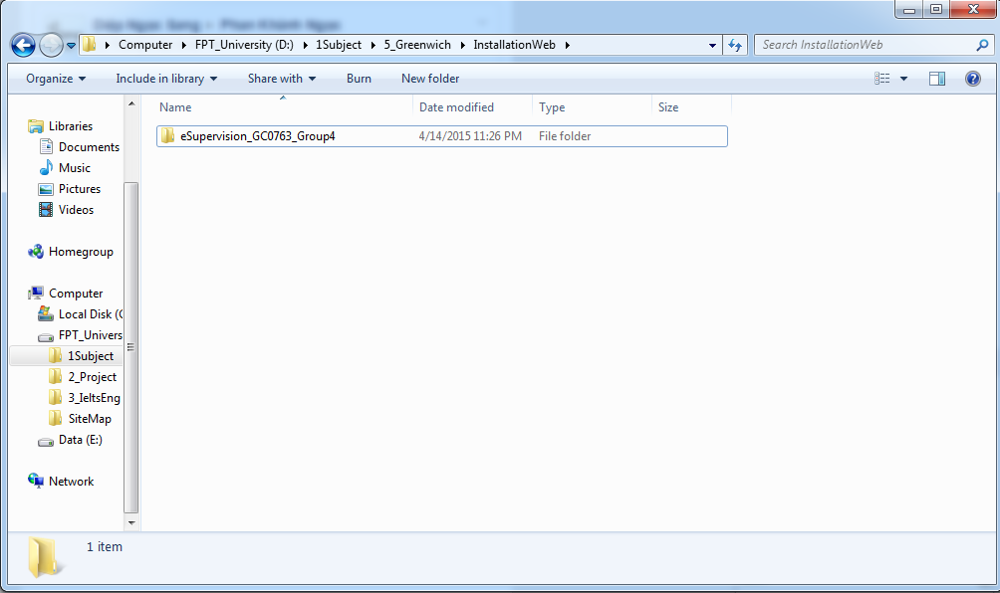 Computer FPT_University (D:) 1Subject 5_Greenwich InstallationWeb Search InstallationWeb
Organize Include in library Share with Burn New folder
Name Date modified Type Size
eSupervision_GC0763_Group4 4/14/2015 11:26 PM File folder
Libraries
Documents
Music
Pictures
Videos
Homegroup
Computer
Local Disk (
FPT_Univers
1Subject
2_Project
3_IeltsEng
SiteMap
Data (E:)
Network
1 item